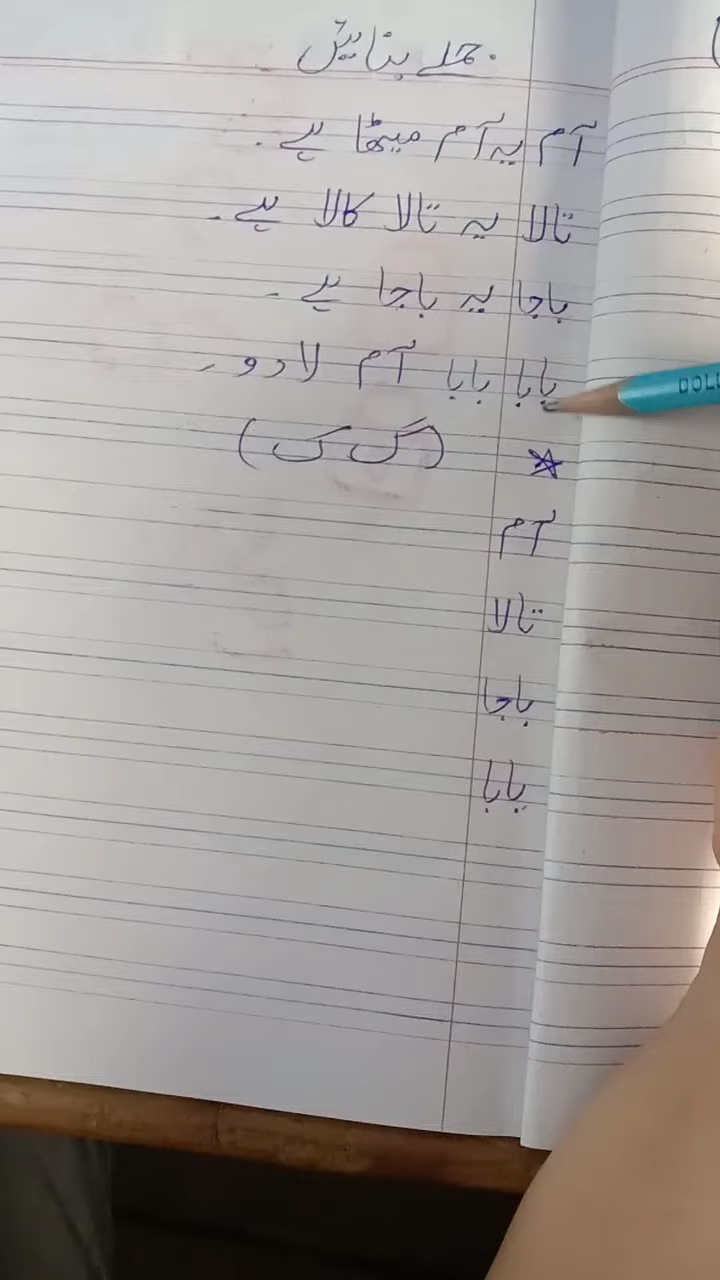 جملے بنائیں
آم یہ آم میٹھا ہے۔
تالا یہ تالا کالا ہے۔
باجا یہ باجا ہے۔
بابا بابا آم لا دو۔
(گ ک)
آم
تالا
باجا
بابا
DOLL